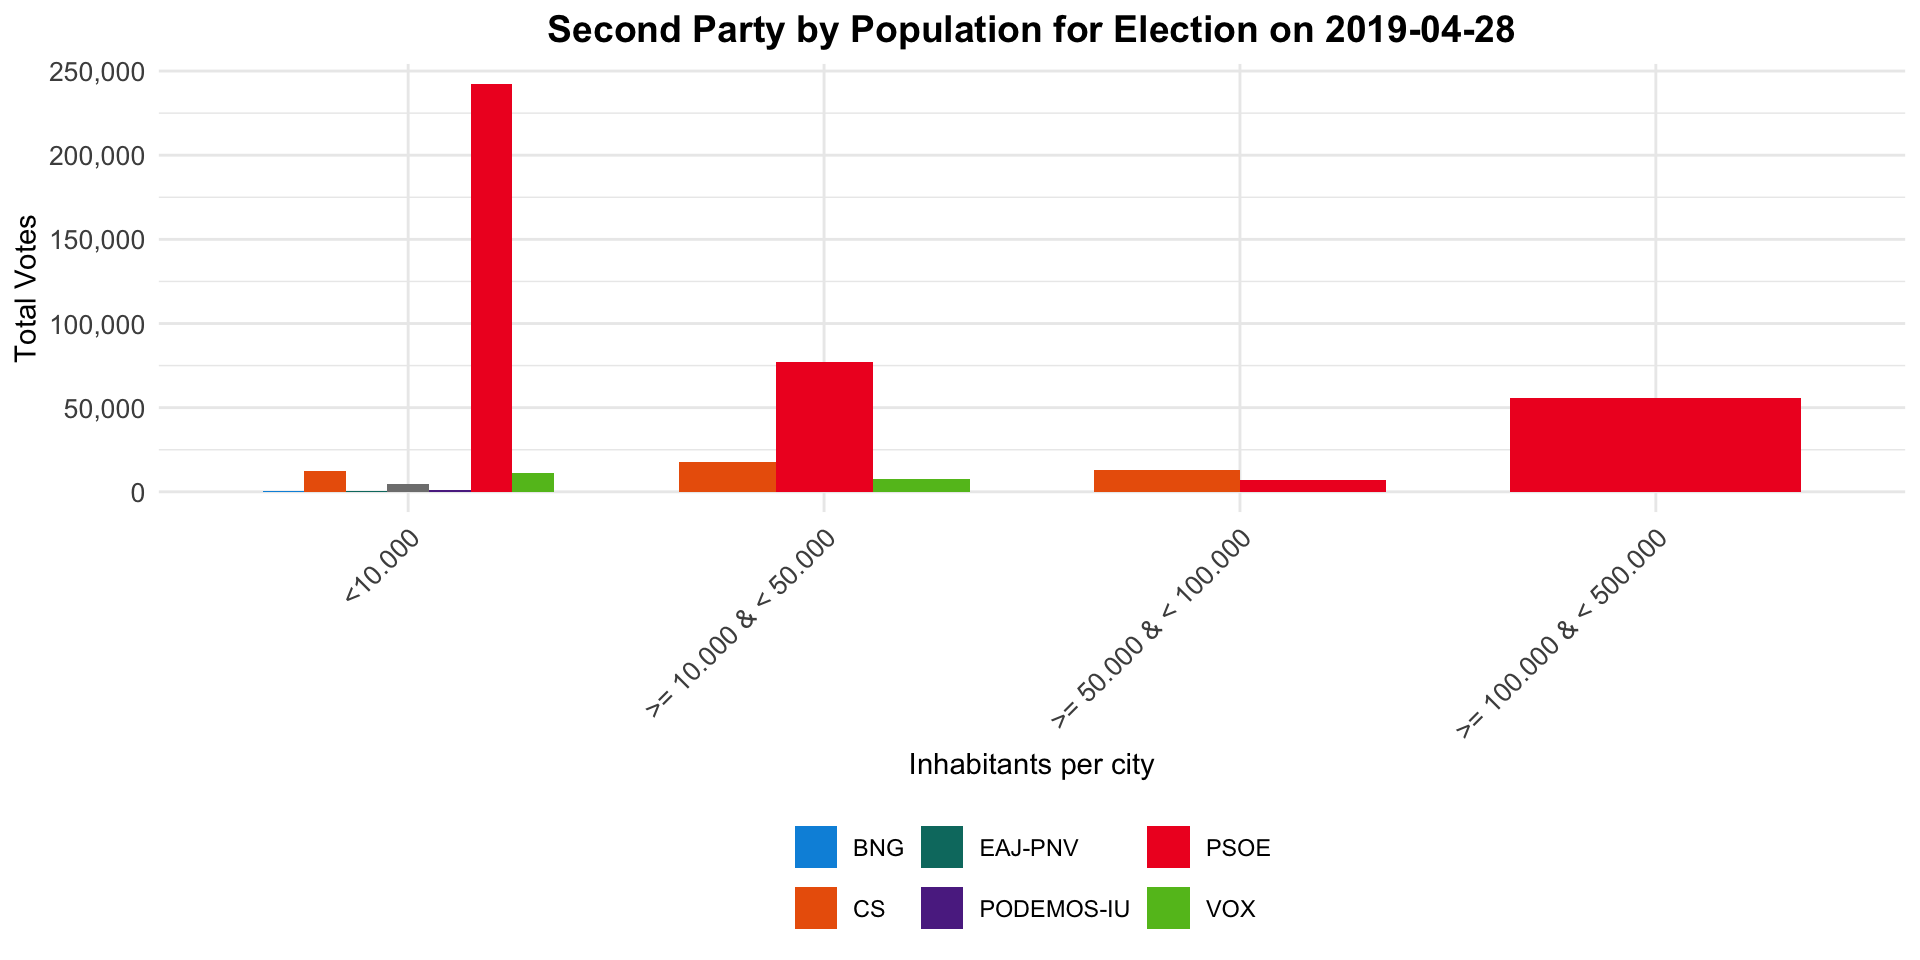 Second Party by Population for Election on 2019-04-28
Total Votes
250,000
200,000
150,000
100,000
50,000
0
<10.000
>= 10.000 & < 50.000
>= 50.000 & < 100.000
>= 100.000 & < 500.000
Inhabitants per city
BNG EAJ-PNV PSOE
CS PODEMOS-IU VOX